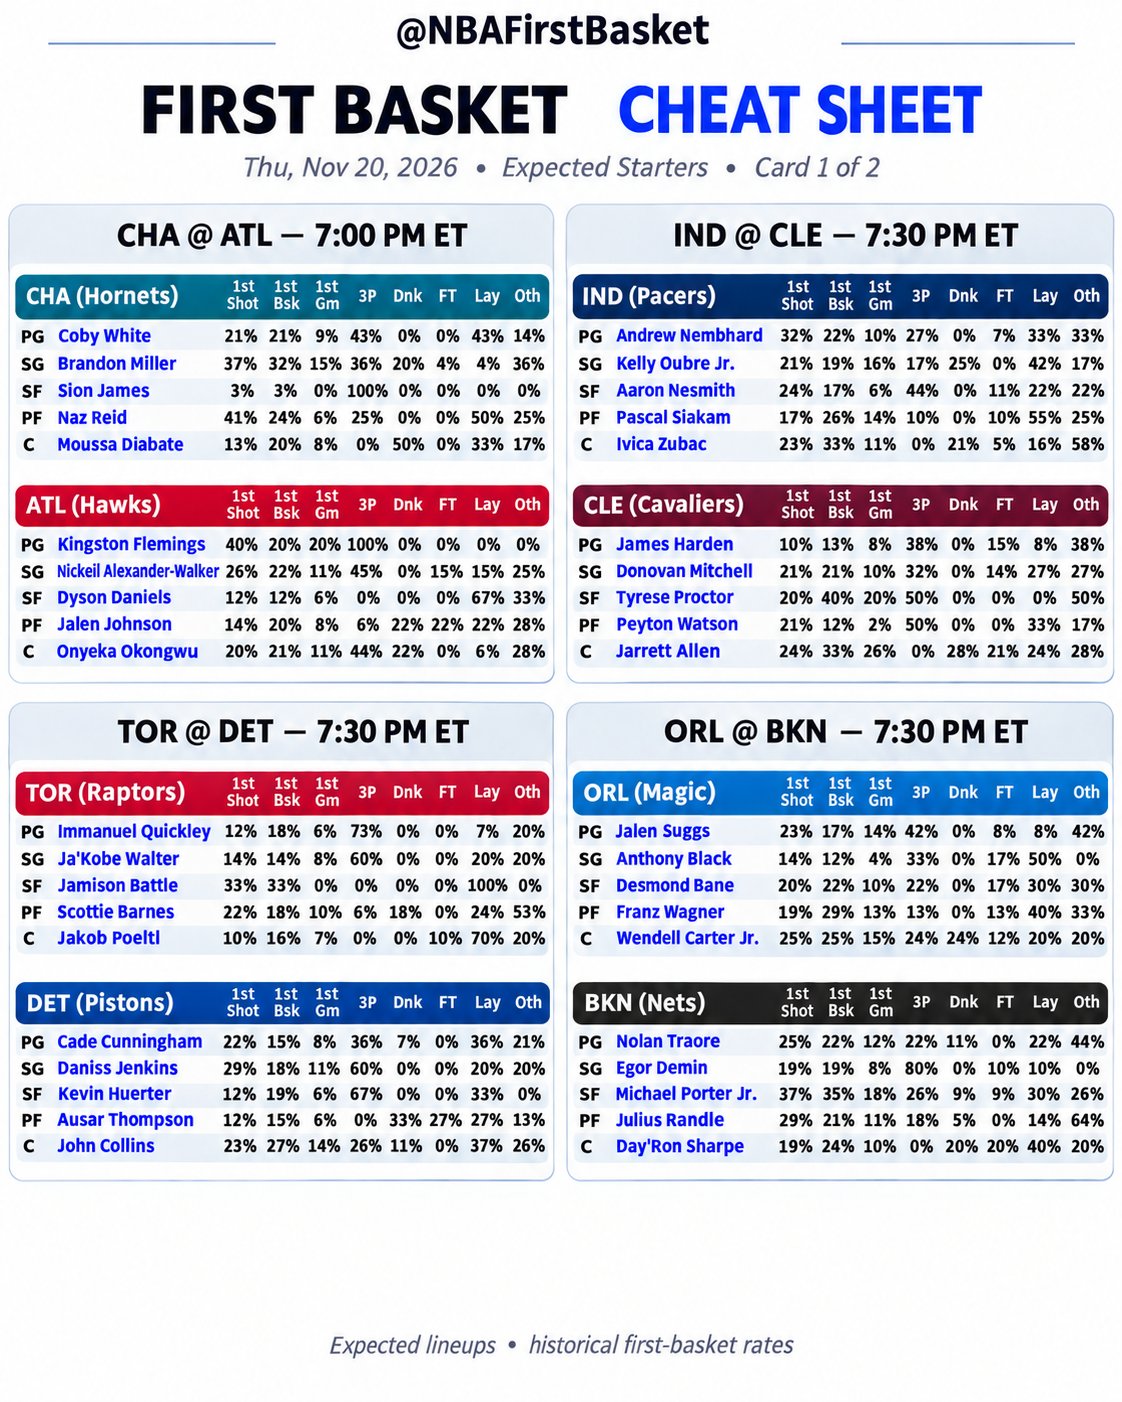 @NBAFirstBasket
FIRST BASKET CHEAT SHEET
Thu, Nov 20, 2026 • Expected Starters • Card 1 of 2
CHA @ ATL — 7:00 PM ET
CHA (Hornets) 1st Shot 1st Bsk 1st Gm 3P Dnk FT Lay Oth
PG Coby White 21% 21% 9% 43% 0% 0% 43% 14%
SG Brandon Miller 37% 32% 15% 36% 20% 4% 4% 36%
SF Sion James 3% 3% 0% 100% 0% 0% 0% 0%
PF Naz Reid 41% 24% 6% 25% 0% 0% 50% 25%
C Moussa Diabate 13% 20% 8% 0% 50% 0% 33% 17%
ATL (Hawks) 1st Shot 1st Bsk 1st Gm 3P Dnk FT Lay Oth
PG Kingston Flemings 40% 20% 20% 100% 0% 0% 0% 0%
SG Nickeil Alexander-Walker 26% 22% 11% 45% 0% 15% 15% 25%
SF Dyson Daniels 12% 12% 6% 0% 0% 0% 67% 33%
PF Jalen Johnson 14% 20% 8% 6% 22% 22% 22% 28%
C Onyeka Okongwu 20% 21% 11% 44% 22% 0% 6% 28%
IND @ CLE — 7:30 PM ET
IND (Pacers) 1st Shot 1st Bsk 1st Gm 3P Dnk FT Lay Oth
PG Andrew Nembhard 32% 22% 10% 27% 0% 7% 33% 33%
SG Kelly Oubre Jr. 21% 19% 16% 17% 25% 0% 42% 17%
SF Aaron Nesmith 24% 17% 6% 44% 0% 11% 22% 22%
PF Pascal Siakam 17% 26% 14% 10% 0% 10% 55% 25%
C Ivica Zubac 23% 33% 11% 0% 21% 5% 16% 58%
CLE (Cavaliers) 1st Shot 1st Bsk 1st Gm 3P Dnk FT Lay Oth
PG James Harden 10% 13% 8% 38% 0% 15% 8% 38%
SG Donovan Mitchell 21% 21% 10% 32% 0% 14% 27% 27%
SF Tyrese Proctor 20% 40% 20% 50% 0% 0% 0% 50%
PF Peyton Watson 21% 12% 2% 50% 0% 0% 33% 17%
C Jarrett Allen 24% 33% 26% 0% 28% 21% 24% 28%
TOR @ DET — 7:30 PM ET
TOR (Raptors) 1st Shot 1st Bsk 1st Gm 3P Dnk FT Lay Oth
PG Immanuel Quickley 12% 18% 6% 73% 0% 0% 7% 20%
SG Ja'Kobe Walter 14% 14% 8% 60% 0% 0% 20% 20%
SF Jamison Battle 33% 33% 0% 0% 0% 0% 100% 0%
PF Scottie Barnes 22% 18% 10% 6% 18% 0% 24% 53%
C Jakob Poeltl 10% 16% 7% 0% 0% 10% 70% 20%
DET (Pistons) 1st Shot 1st Bsk 1st Gm 3P Dnk FT Lay Oth
PG Cade Cunningham 22% 15% 8% 36% 7% 0% 36% 21%
SG Daniss Jenkins 29% 18% 11% 60% 0% 0% 20% 20%
SF Kevin Huerter 12% 19% 6% 67% 0% 0% 33% 0%
PF Ausar Thompson 12% 15% 6% 0% 33% 27% 27% 13%
C John Collins 23% 27% 14% 26% 11% 0% 37% 26%
ORL @ BKN — 7:30 PM ET
ORL (Magic) 1st Shot 1st Bsk 1st Gm 3P Dnk FT Lay Oth
PG Jalen Suggs 23% 17% 14% 42% 0% 8% 8% 42%
SG Anthony Black 14% 12% 4% 33% 0% 17% 50% 0%
SF Desmond Bane 20% 22% 10% 22% 0% 17% 30% 30%
PF Franz Wagner 19% 29% 13% 13% 0% 13% 40% 33%
C Wendell Carter Jr. 25% 25% 15% 24% 24% 12% 20% 20%
BKN (Nets) 1st Shot 1st Bsk 1st Gm 3P Dnk FT Lay Oth
PG Nolan Traore 25% 22% 12% 22% 11% 0% 22% 44%
SG Egor Demin 19% 19% 8% 80% 0% 10% 10% 0%
SF Michael Porter Jr. 37% 35% 18% 26% 9% 9% 30% 26%
PF Julius Randle 29% 21% 11% 18% 5% 0% 14% 64%
C Day'Ron Sharpe 19% 24% 10% 0% 20% 20% 40% 20%
Expected lineups • historical first-basket rates